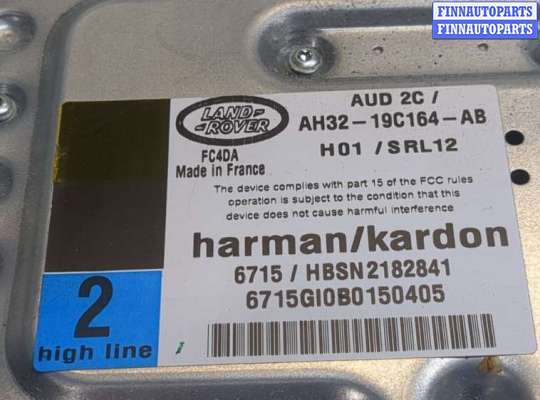 FINNAUTOPARTS
FINNAUTOPARTS
LAND-
-ROVER
AUD 2C /
AH32-19C164-AB
H01 /SRL12
FC4DA
Made in France
The device complies with part 15 of the FCC rules
operation is subject to the condition that this
device does not cause harmful interference
harman/kardon
6715 / HBSN2182841
6715GI0B0150405
2
high line